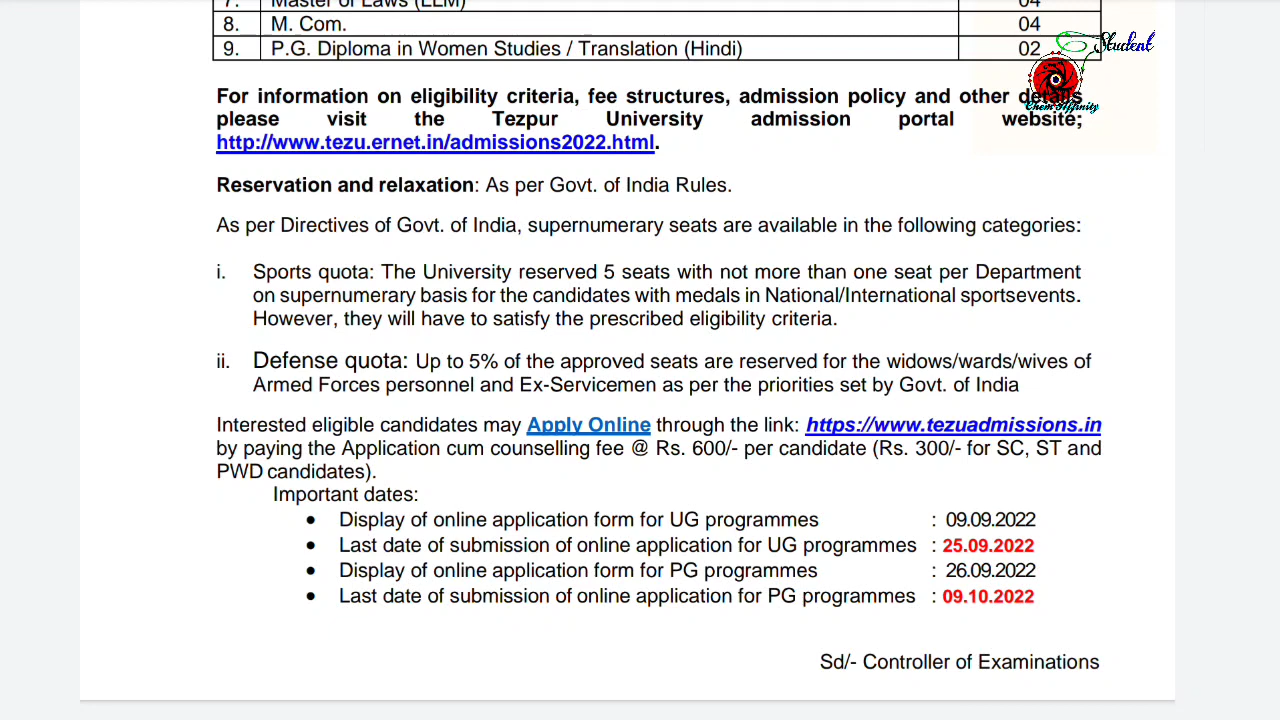 7. Master of Laws (LLM) 04
8. M. Com. 04
9. P.G. Diploma in Women Studies / Translation (Hindi) 02
Student
Chem Affinity
For information on eligibility criteria, fee structures, admission policy and other details
please visit the Tezpur University admission portal website;
http://www.tezu.ernet.in/admissions2022.html.
Reservation and relaxation: As per Govt. of India Rules.
As per Directives of Govt. of India, supernumerary seats are available in the following categories:
i. Sports quota: The University reserved 5 seats with not more than one seat per Department
on supernumerary basis for the candidates with medals in National/International sportsevents.
However, they will have to satisfy the prescribed eligibility criteria.
ii. Defense quota: Up to 5% of the approved seats are reserved for the widows/wards/wives of
Armed Forces personnel and Ex-Servicemen as per the priorities set by Govt. of India
Interested eligible candidates may Apply Online through the link: https://www.tezuadmissions.in
by paying the Application cum counselling fee @ Rs. 600/- per candidate (Rs. 300/- for SC, ST and
PWD candidates).
Important dates:
• Display of online application form for UG programmes : 09.09.2022
• Last date of submission of online application for UG programmes : 25.09.2022
• Display of online application form for PG programmes : 26.09.2022
• Last date of submission of online application for PG programmes : 09.10.2022
Sd/- Controller of Examinations